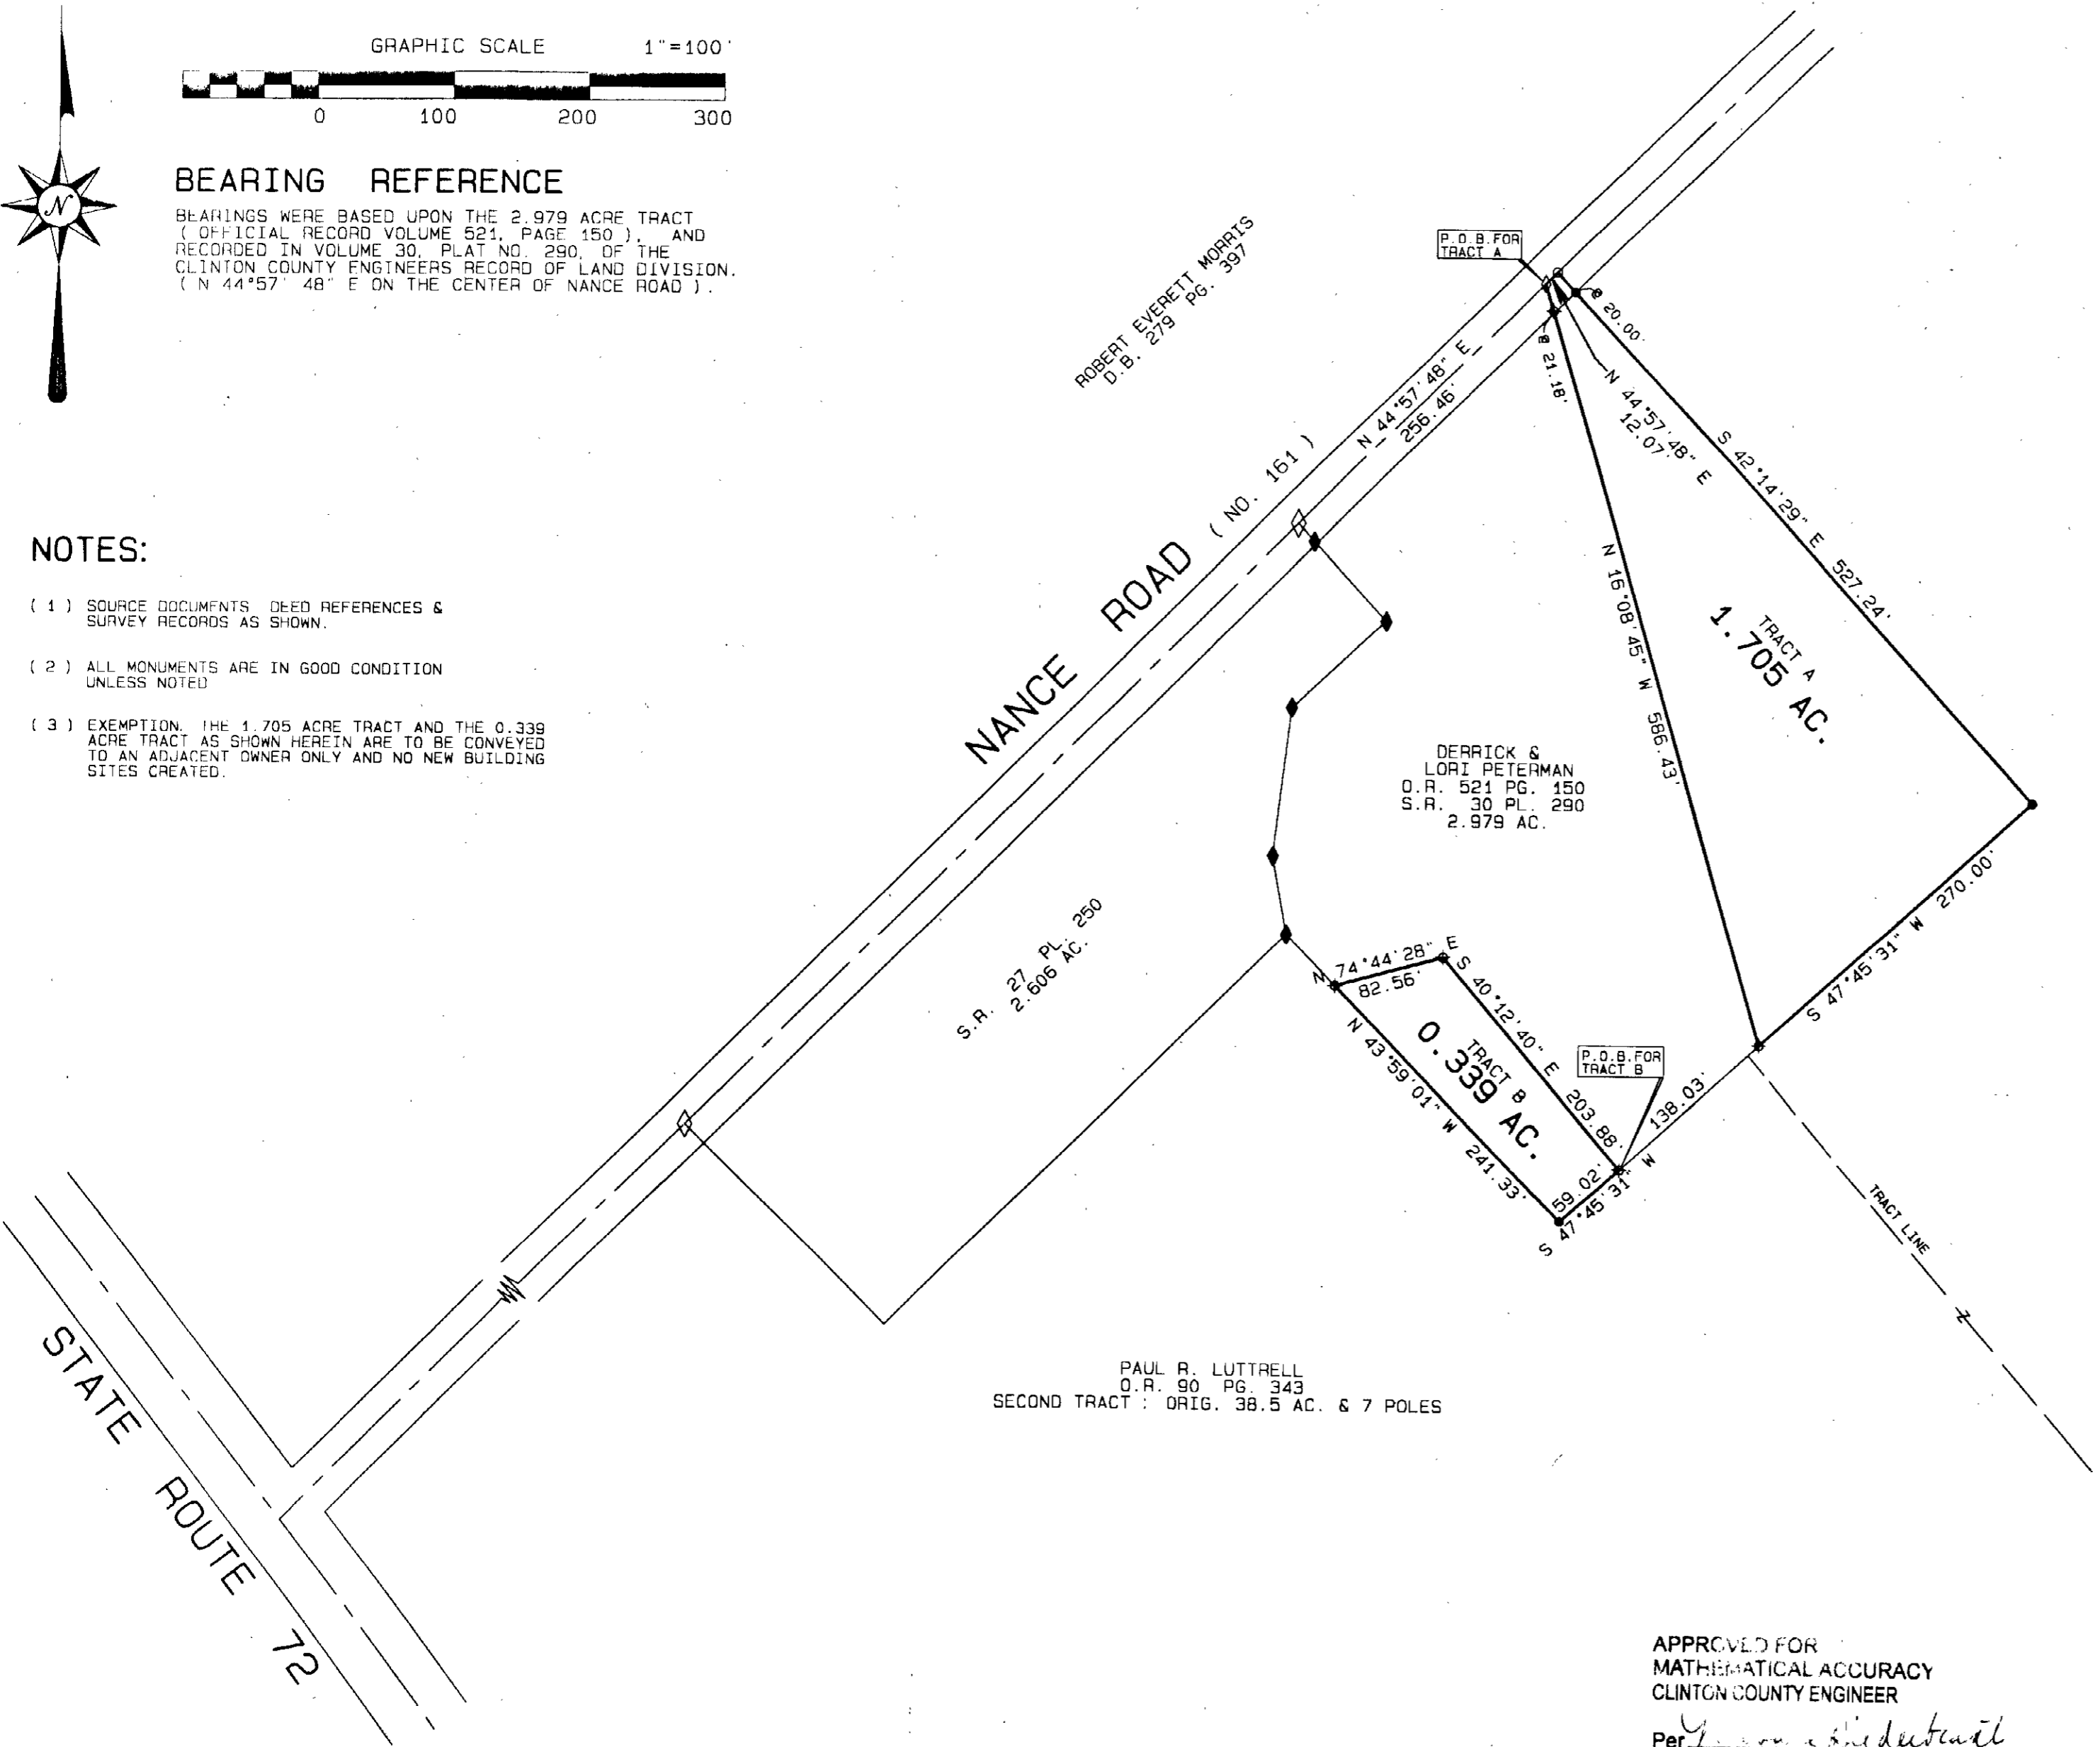 GRAPHIC SCALE 1"=100'
0 100 200 300
BEARING REFERENCE
BEARINGS WERE BASED UPON THE 2.979 ACRE TRACT
( OFFICIAL RECORD VOLUME 521, PAGE 150 ), AND
RECORDED IN VOLUME 30, PLAT NO. 290, OF THE
CLINTON COUNTY ENGINEERS RECORD OF LAND DIVISION.
( N 44°57' 48" E ON THE CENTER OF NANCE ROAD ).
N
NOTES:
( 1 ) SOURCE DOCUMENTS DEED REFERENCES &
SURVEY RECORDS AS SHOWN.
( 2 ) ALL MONUMENTS ARE IN GOOD CONDITION
UNLESS NOTED
( 3 ) EXEMPTION. THE 1.705 ACRE TRACT AND THE 0.339
ACRE TRACT AS SHOWN HEREIN ARE TO BE CONVEYED
TO AN ADJACENT OWNER ONLY AND NO NEW BUILDING
SITES CREATED.
ROBERT EVERETT MORRIS
D.B. 279 PG. 397
P.O.B. FOR
TRACT A
@ 20.00'
@ 21.18'
N 44°57'48" E
256.46'
N 44°57'48" E
12.07'
S 42°14'29" E 527.24'
NANCE ROAD ( NO. 161 )
N 16°08'45" W 586.43'
TRACT A
1.705 AC.
DERRICK &
LORI PETERMAN
O.R. 521 PG. 150
S.R. 30 PL. 290
2.979 AC.
S 47°45'31" W 270.00'
S.R. 27 PL. 250
2.606 AC.
N 74°44'28" E
82.56'
S 40°12'40" E 203.88'
TRACT B
0.339 AC.
N 43°59'01" W 241.33'
P.O.B. FOR
TRACT B
138.03'
59.02'
S 47°45'31" W
TRACT LINE
Z
PAUL R. LUTTRELL
O.R. 90 PG. 343
SECOND TRACT : ORIG. 38.5 AC. & 7 POLES
STATE ROUTE 72
APPROVED FOR
MATHEMATICAL ACCURACY
CLINTON COUNTY ENGINEER
Per